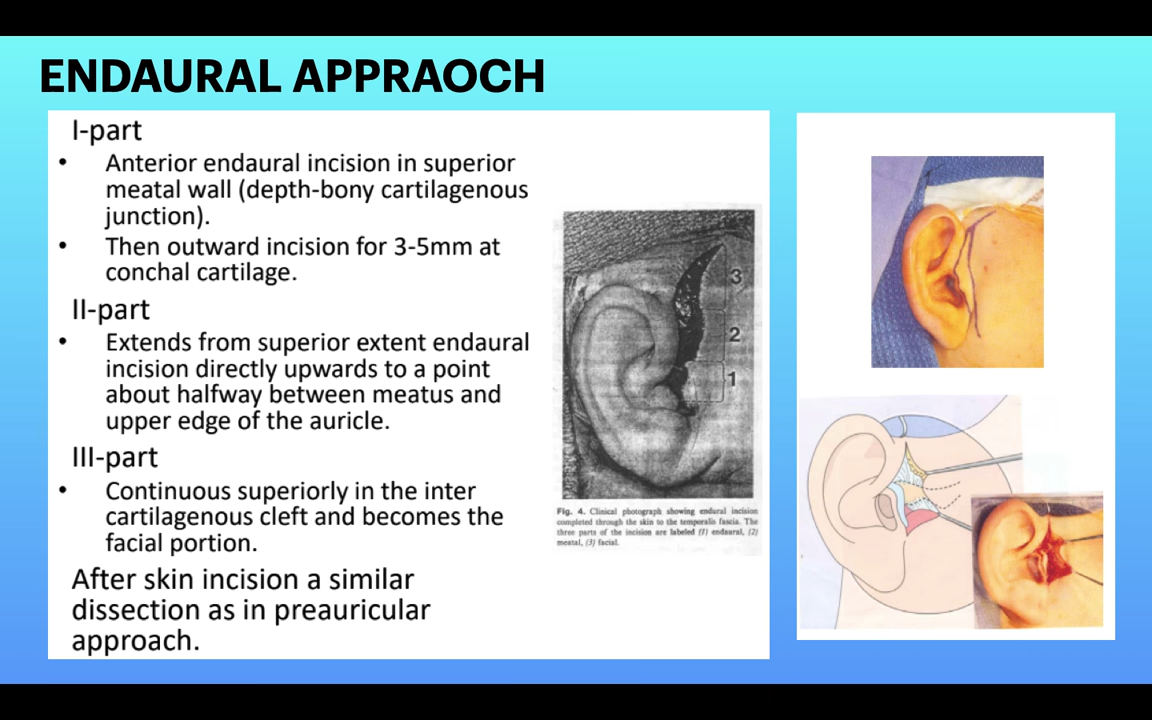 ENDAURAL APPRAOCH
I-part
• Anterior endaural incision in superior
meatal wall (depth-bony cartilagenous
junction).
• Then outward incision for 3-5mm at
conchal cartilage.
II-part
• Extends from superior extent endaural
incision directly upwards to a point
about halfway between meatus and
upper edge of the auricle.
III-part
• Continuous superiorly in the inter
cartilagenous cleft and becomes the
facial portion.
After skin incision a similar
dissection as in preauricular
approach.
3
2
1
Fig. 4. Clinical photograph showing endural incision
completed through the skin to the temporalis fascia. The
three parts of the incision are labeled (1) endaural, (2)
meatal, (3) facial.